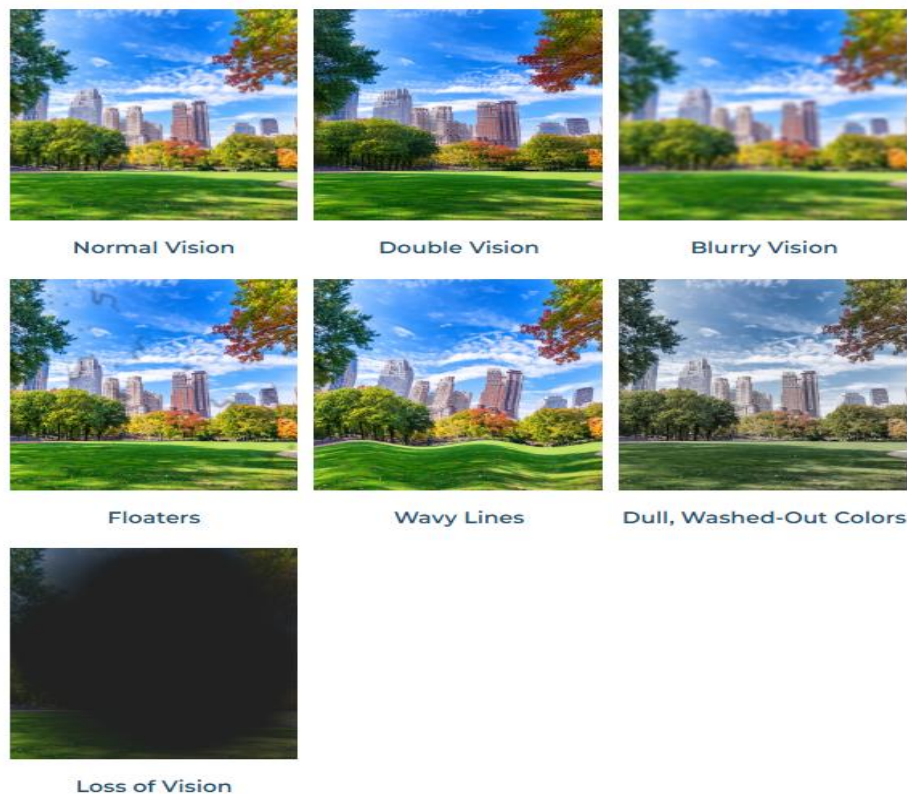 Normal Vision
Double Vision
Blurry Vision
Floaters
Wavy Lines
Dull, Washed-Out Colors
Loss of Vision